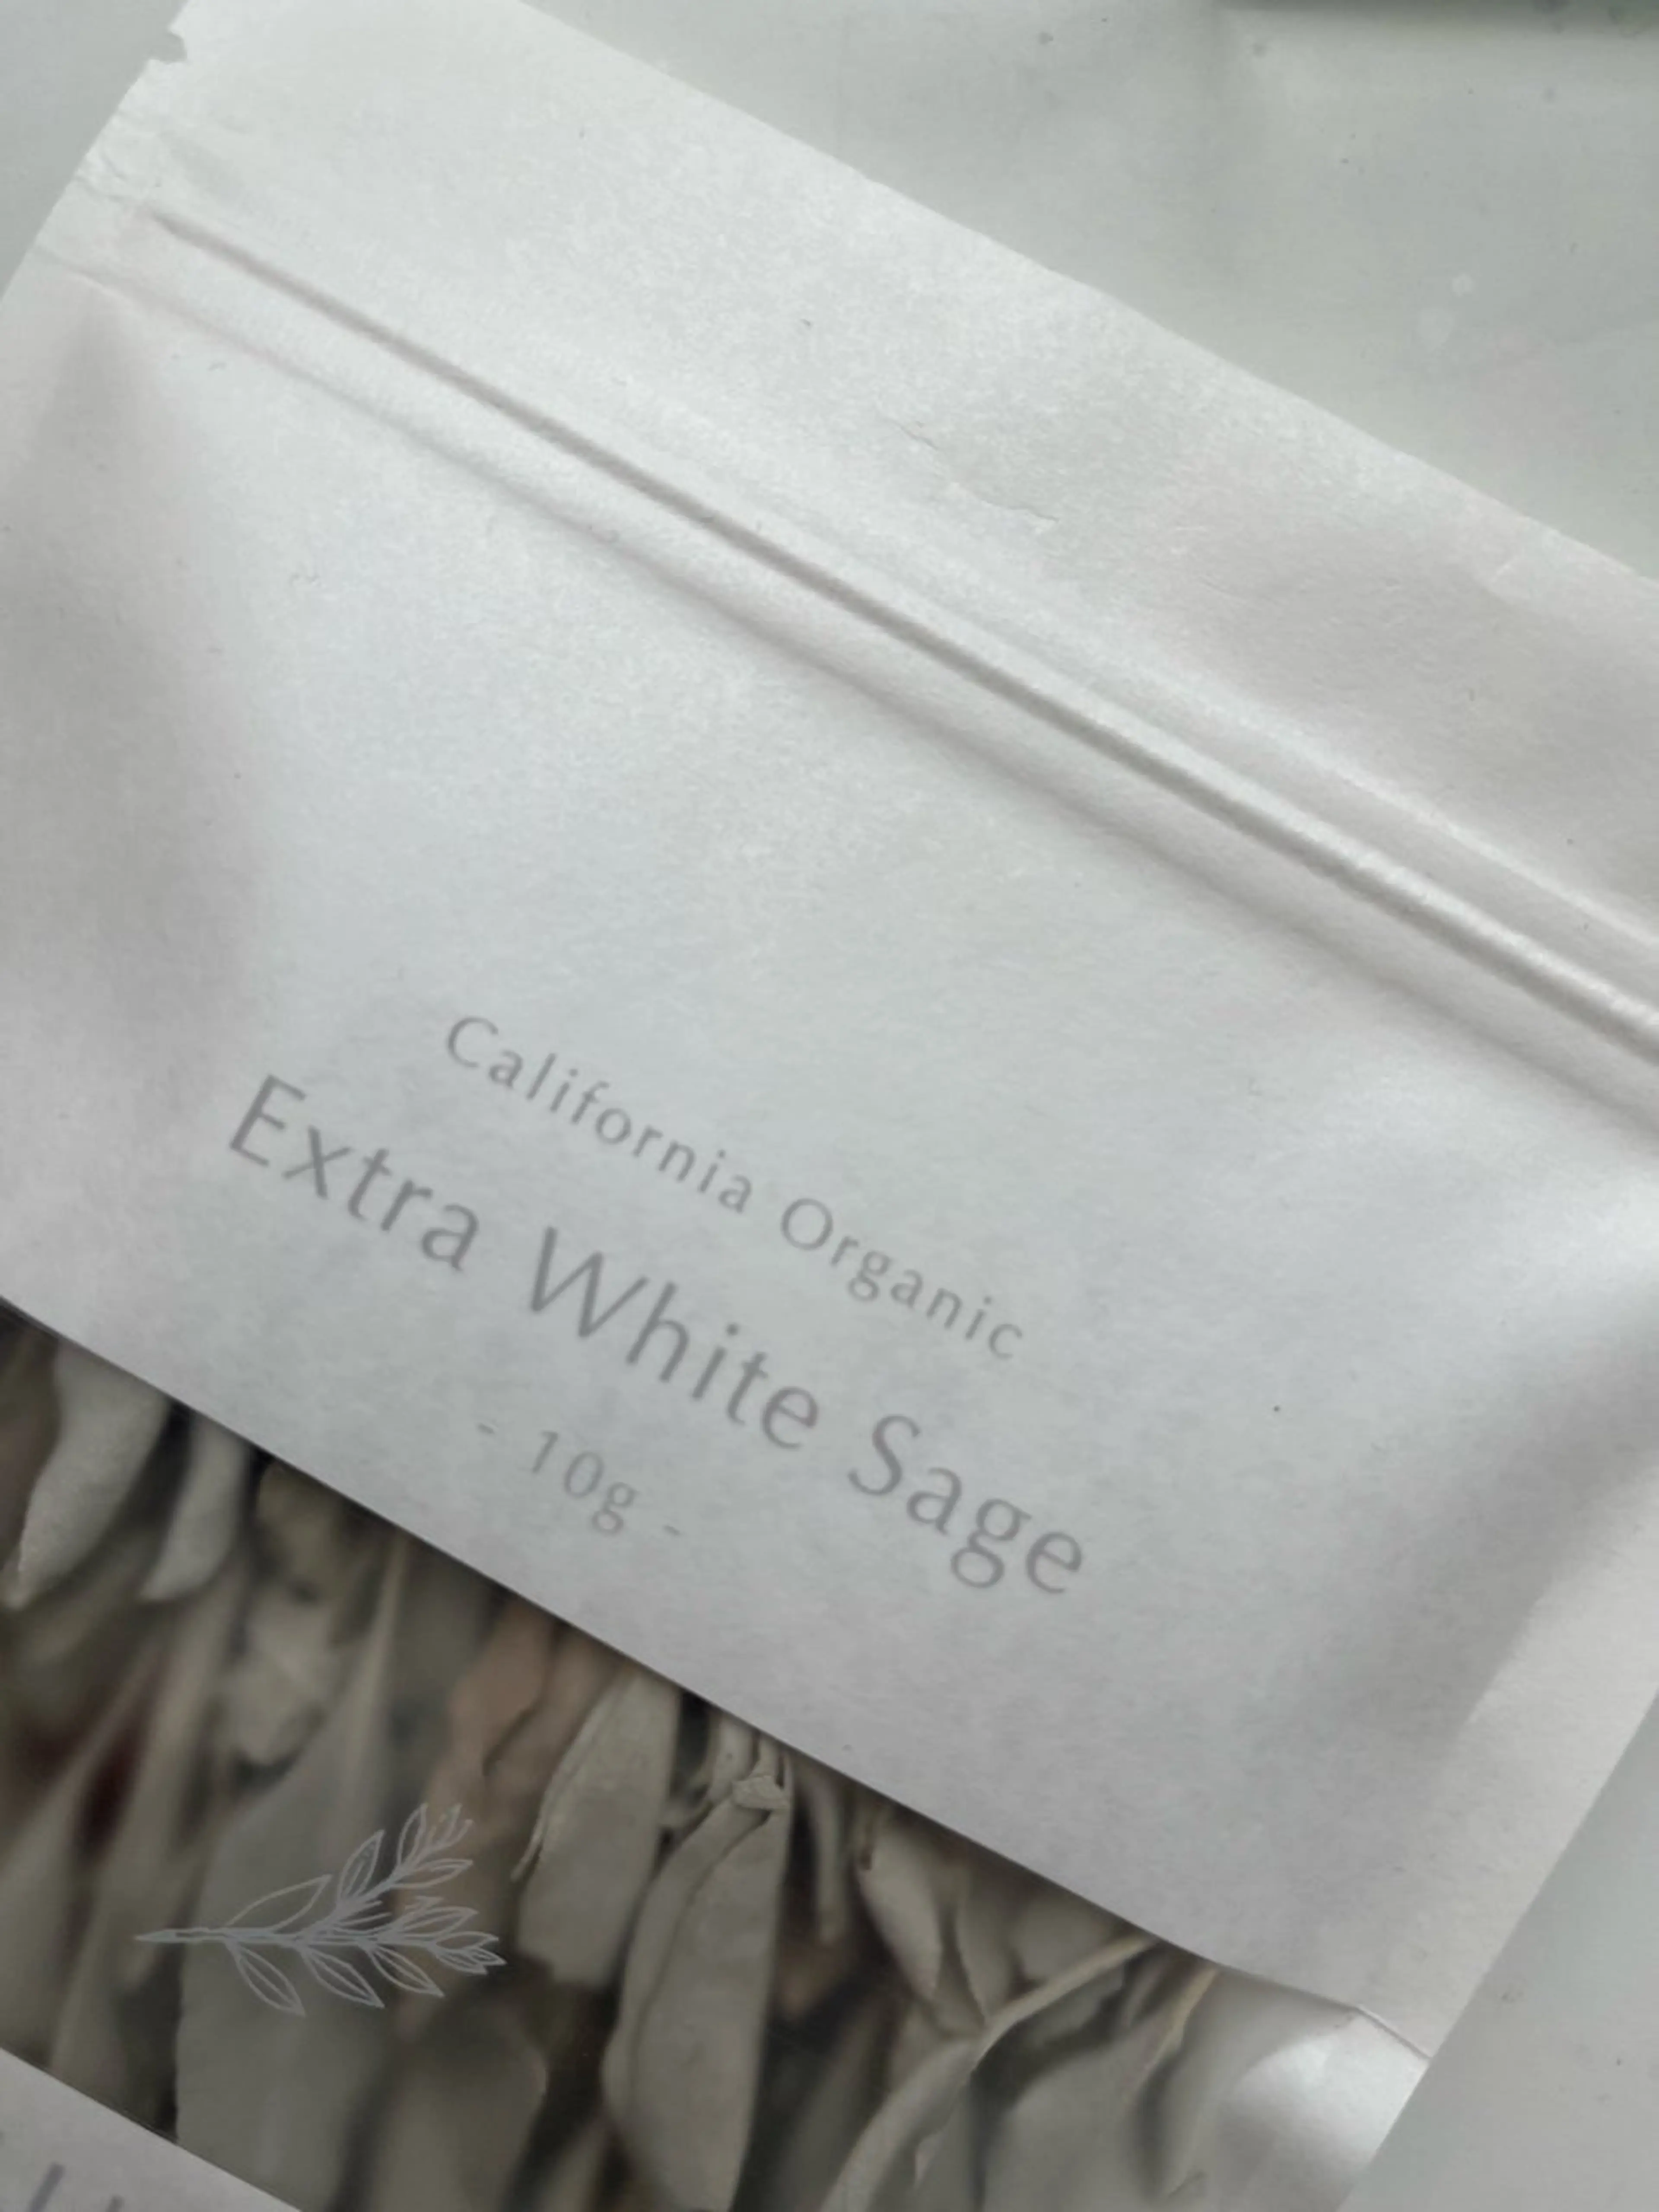 California Organic
Extra White Sage
- 10g -